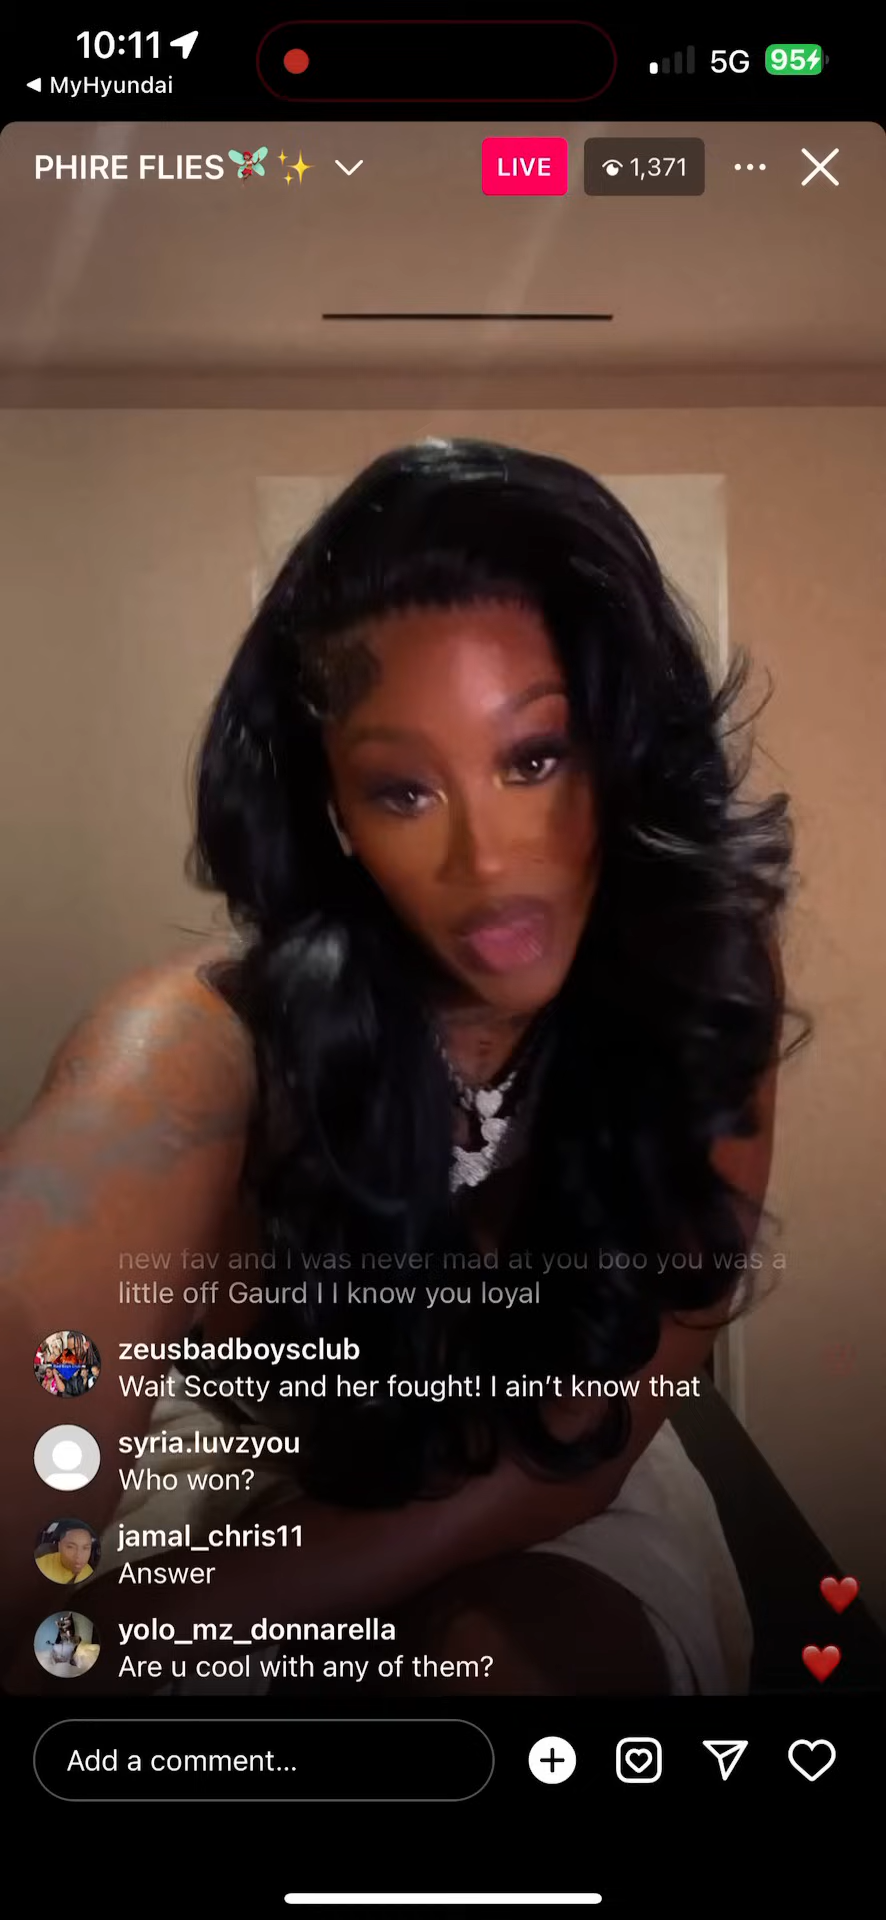 10:11
5G
95
MyHyundai
PHIRE FLIES🧚✨
LIVE
1,371
new fav and I was never mad at you boo you was a
little off Gaurd I I know you loyal
zeusbadboysclub
Wait Scotty and her fought! I ain’t know that
syria.luvzyou
Who won?
jamal_chris11
Answer
yolo_mz_donnarella
Are u cool with any of them?
Add a comment...